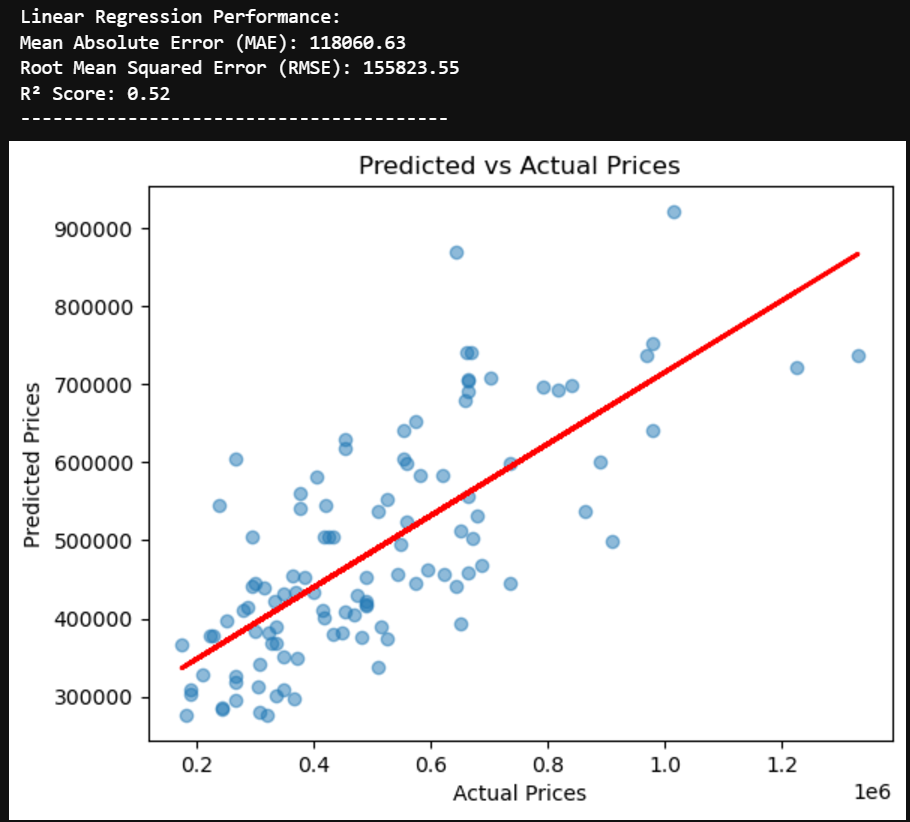 Linear Regression Performance:
Mean Absolute Error (MAE): 118060.63
Root Mean Squared Error (RMSE): 155823.55
R² Score: 0.52
----------------------------------------
Predicted vs Actual Prices
900000
800000
700000
600000
500000
400000
300000
Predicted Prices
0.2 0.4 0.6 0.8 1.0 1.2
1e6
Actual Prices